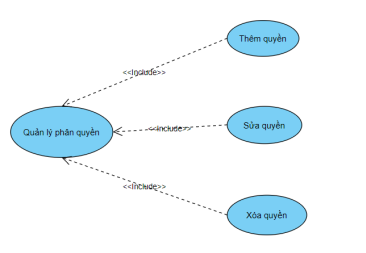 Thêm quyền
<<Include>>
Quản lý phân quyền
<<Include>>
Sửa quyền
<<Include>>
Xóa quyền